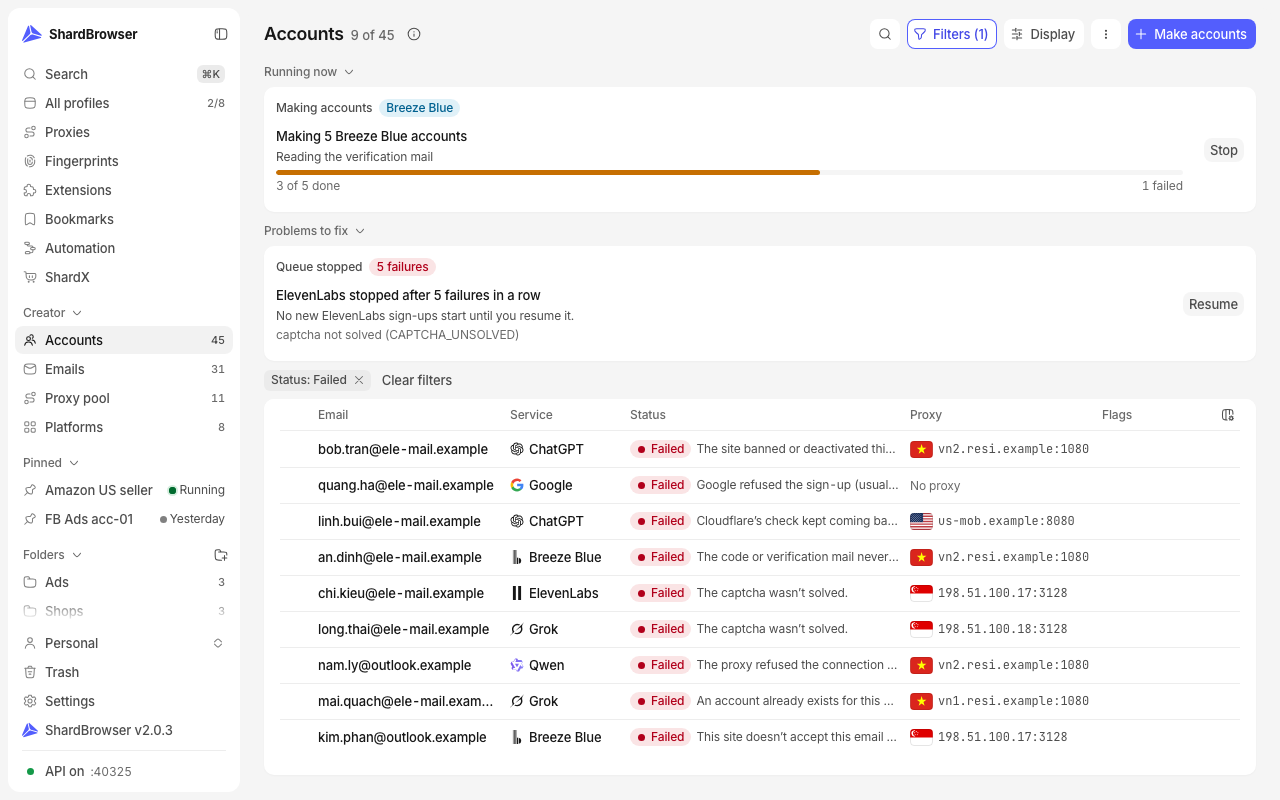 ShardBrowser
Search ⌘K
All profiles 2/8
Proxies
Fingerprints
Extensions
Bookmarks
Automation
ShardX
Creator
Accounts 45
Emails 31
Proxy pool 11
Platforms 8
Pinned
Amazon US seller Running
FB Ads acc-01 Yesterday
Folders
Ads 3
Shops 3
Personal
Trash
Settings
ShardBrowser v2.0.3
API on :40325
Accounts 9 of 45
Filters (1)
Display
Make accounts
Running now
Making accounts Breeze Blue
Making 5 Breeze Blue accounts
Reading the verification mail
Stop
3 of 5 done 1 failed
Problems to fix
Queue stopped 5 failures
ElevenLabs stopped after 5 failures in a row
No new ElevenLabs sign-ups start until you resume it.
captcha not solved (CAPTCHA_UNSOLVED)
Resume
Status: Failed Clear filters
Email Service Status Proxy Flags
bob.tran@ele-mail.example ChatGPT Failed The site banned or deactivated thi… vn2.resi.example:1080
quang.ha@ele-mail.example Google Failed Google refused the sign-up (usual… No proxy
linh.bui@ele-mail.example ChatGPT Failed Cloudflare’s check kept coming ba… us-mob.example:8080
an.dinh@ele-mail.example Breeze Blue Failed The code or verification mail never… vn2.resi.example:1080
chi.kieu@ele-mail.example ElevenLabs Failed The captcha wasn’t solved. 198.51.100.17:3128
long.thai@ele-mail.example Grok Failed The captcha wasn’t solved. 198.51.100.18:3128
nam.ly@outlook.example Qwen Failed The proxy refused the connection … vn2.resi.example:1080
mai.quach@ele-mail.exam… Grok Failed An account already exists for this … vn1.resi.example:1080
kim.phan@outlook.example Breeze Blue Failed This site doesn’t accept this email … 198.51.100.17:3128